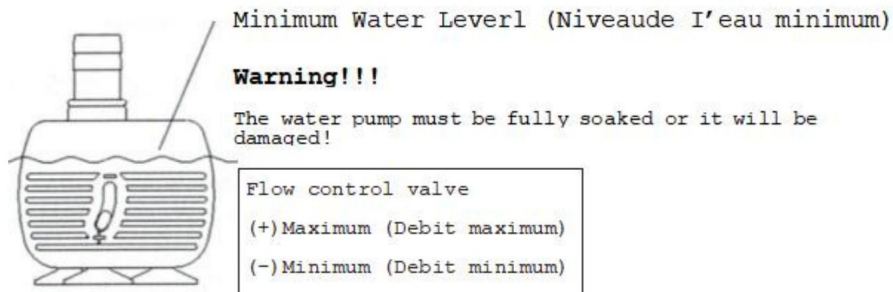 Minimum Water Leverl (Niveaude I'eau minimum)
Warning!!!
The water pump must be fully soaked or it will be
damaged!
Flow control valve
(+)Maximum (Debit maximum)
(-)Minimum (Debit minimum)